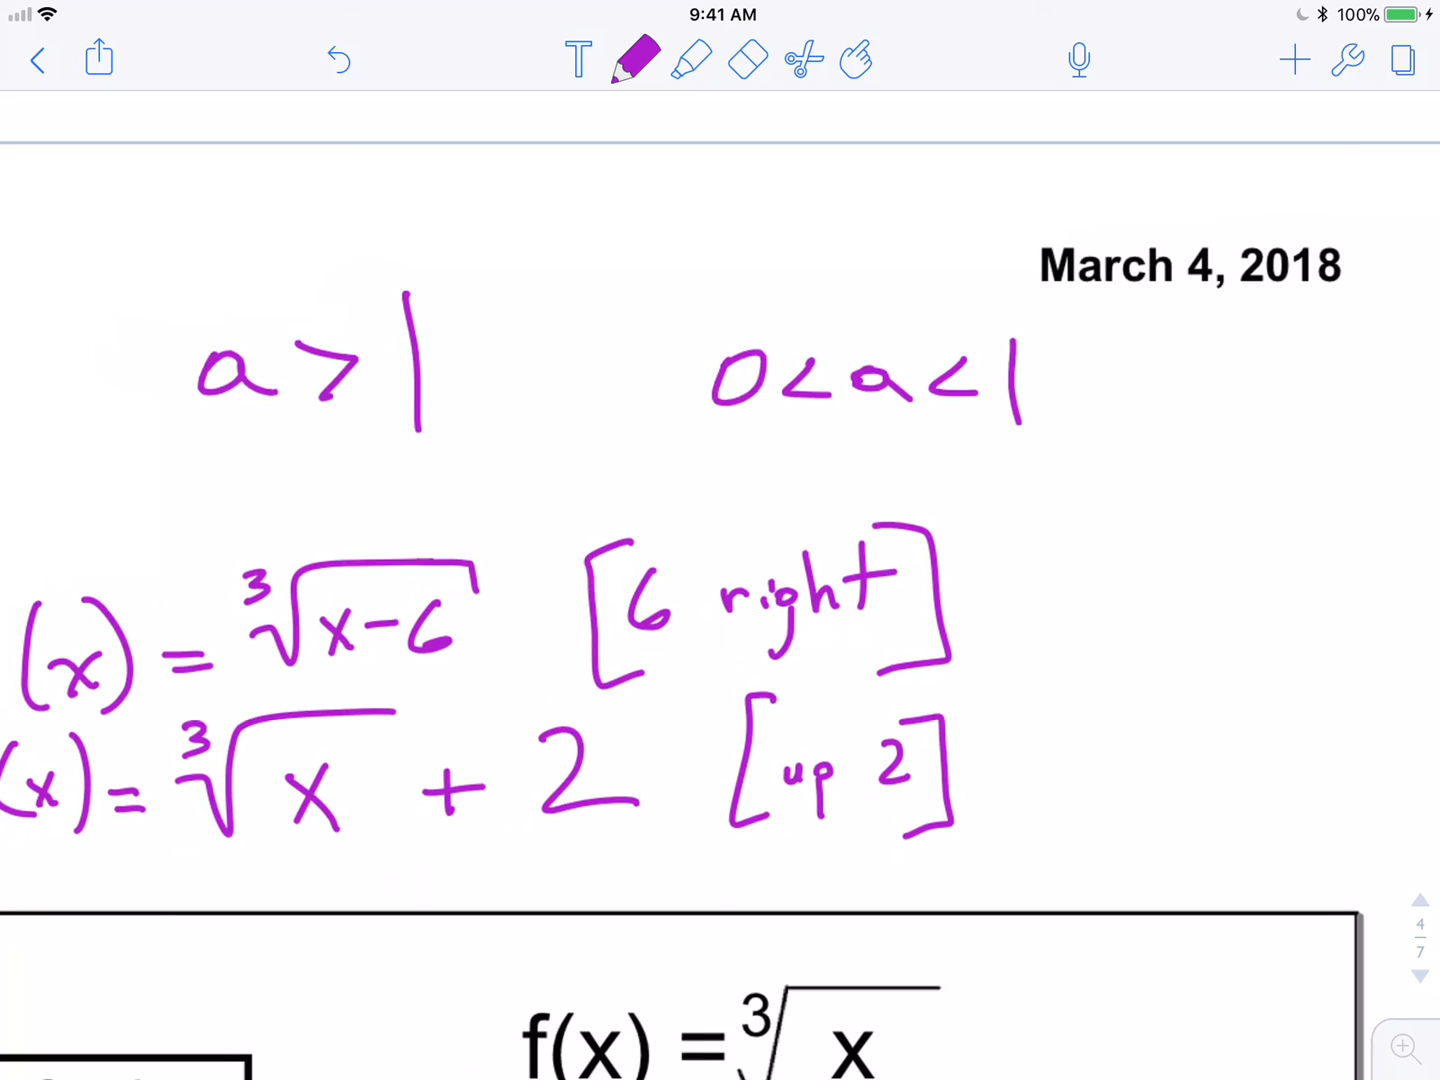 9:41 AM
100%
March 4, 2018
a > 1 0 < a < 1
(x) = ∛(x-6) [6 right]
(x) = ∛x + 2 [up 2]
4
7
f(x) = ∛x